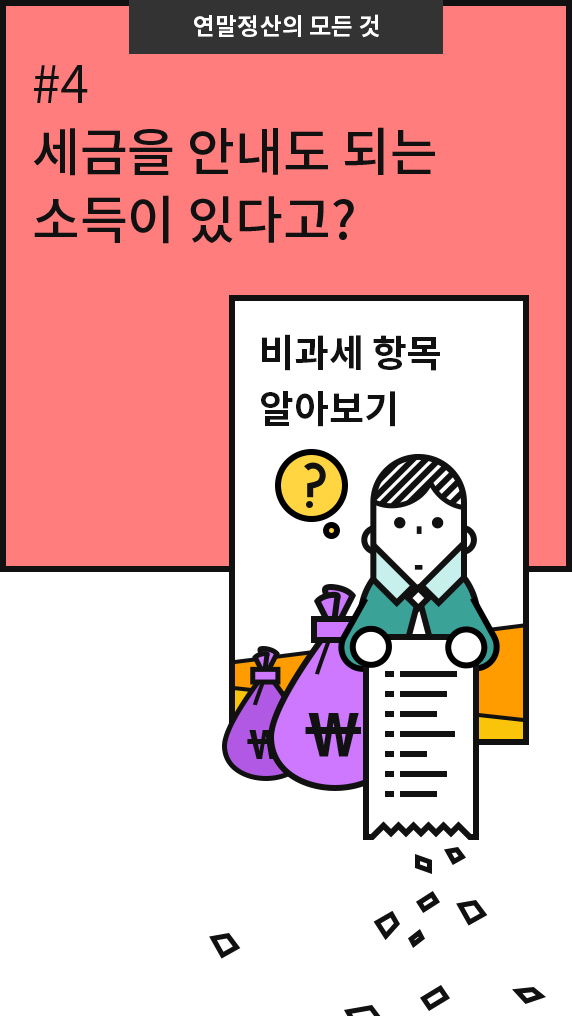 연말정산의 모든 것
#4
세금을 안내도 되는
소득이 있다고?
비과세 항목
알아보기
?
₩
₩